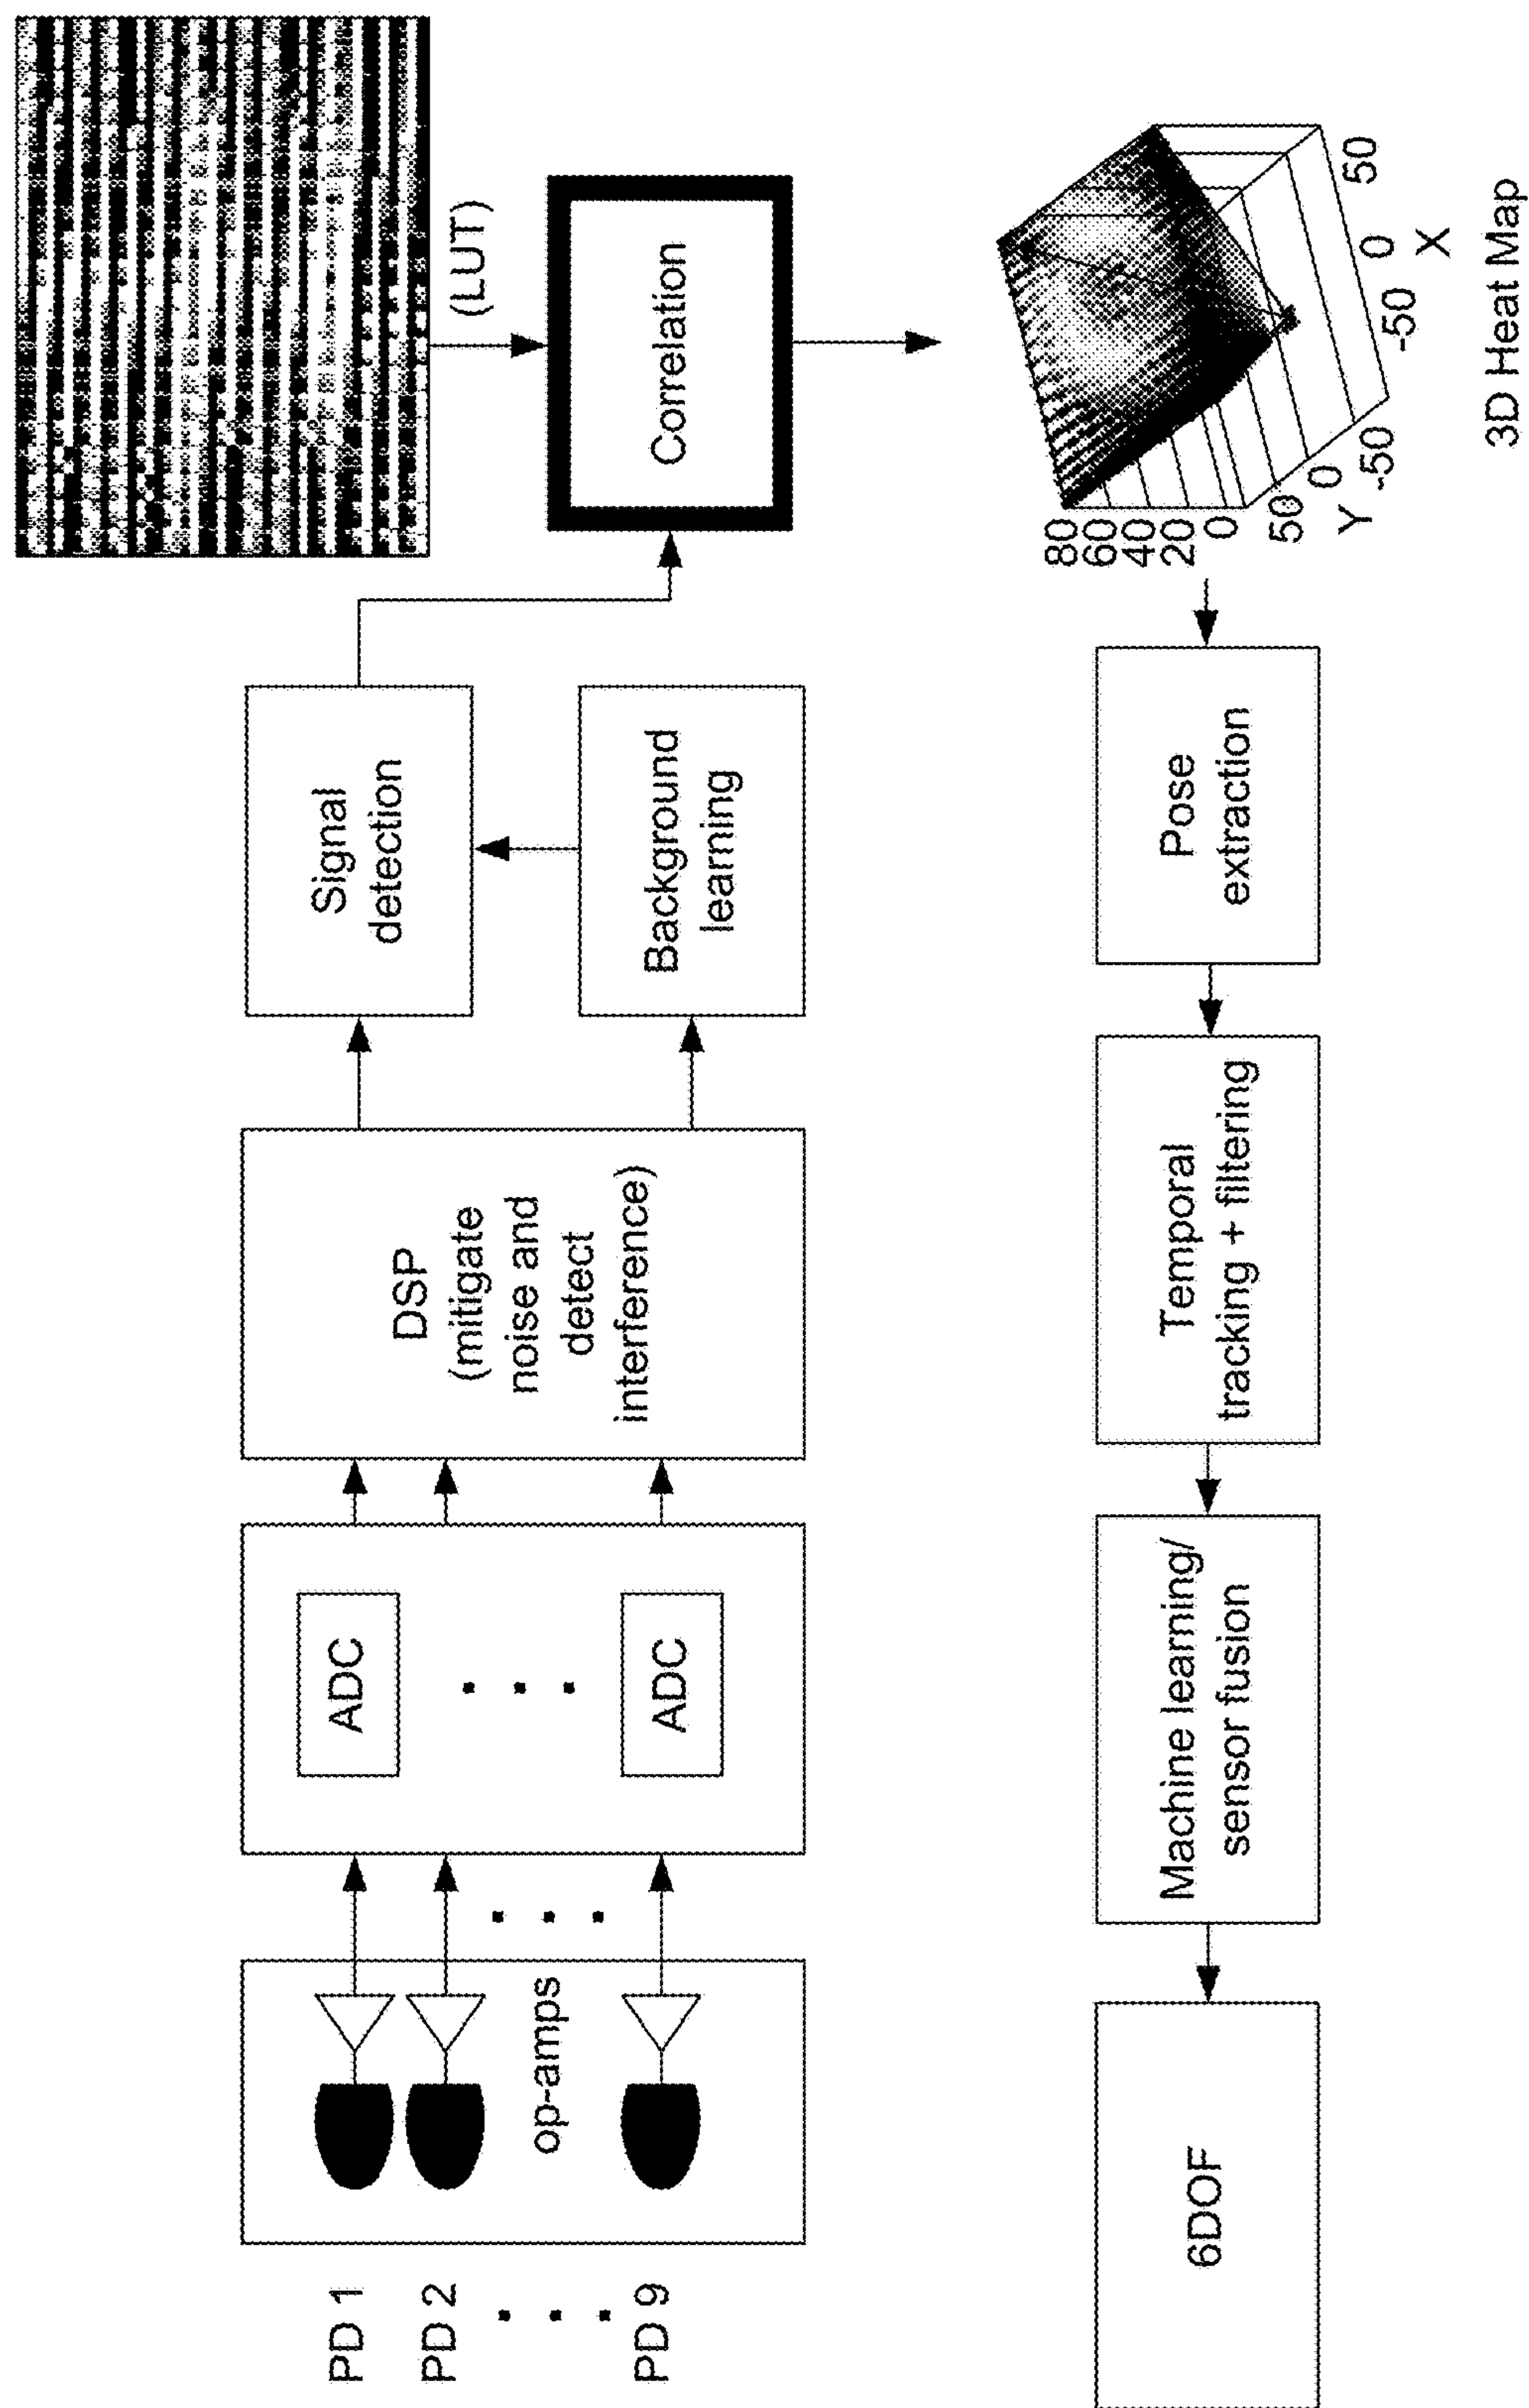 PD 1
PD 2
PD 9
op-amps
ADC
ADC
DSP
(mitigate
noise and
detect
interference)
Signal
detection
Background
learning
(LUT)
Correlation
80
60
40
20
0
50
0
-50
Y
-50
0
50
X
3D Heat Map
Pose
extraction
Temporal
tracking + filtering
Machine learning/
sensor fusion
6DOF